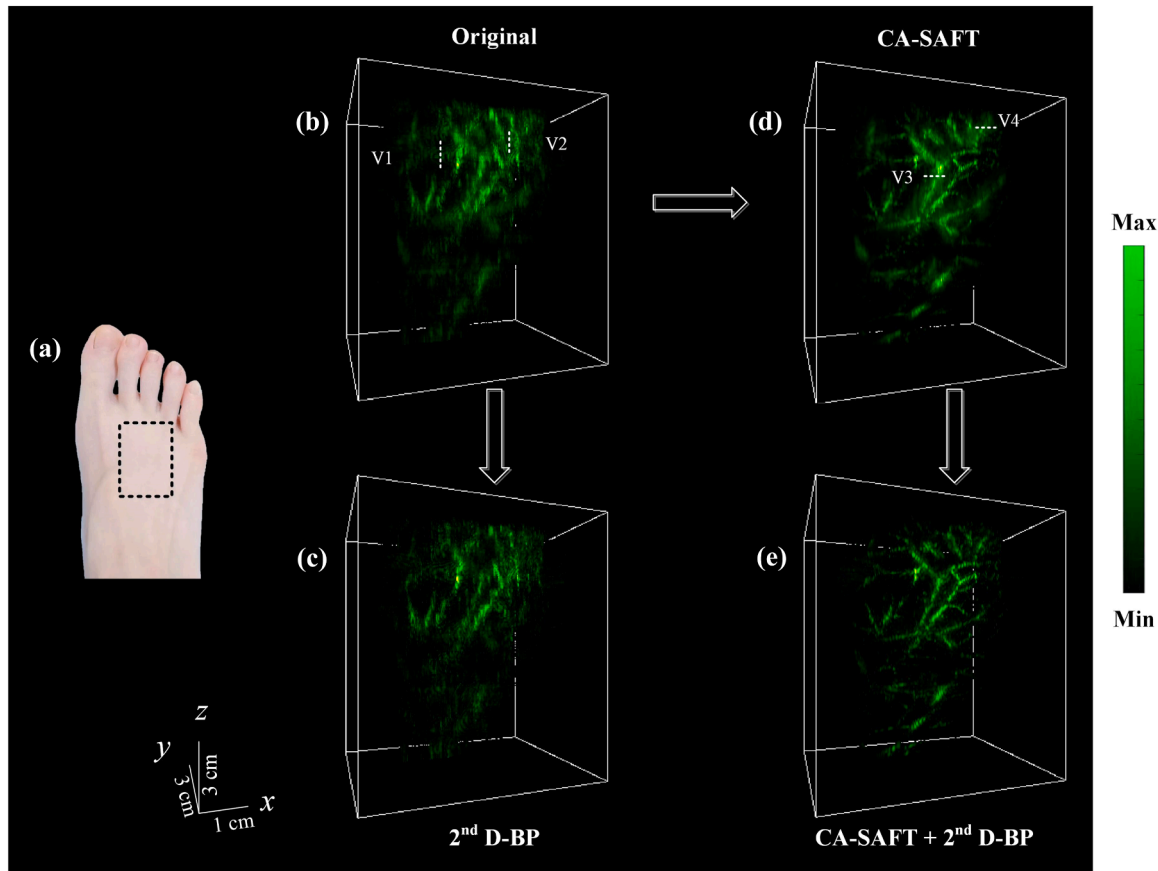 Original
CA-SAFT
(b)
(d)
V1
V2
V4
V3
Max
(a)
Min
(c)
(e)
z
y
3 cm
3 cm
x
1 cm
2nd D-BP
CA-SAFT + 2nd D-BP